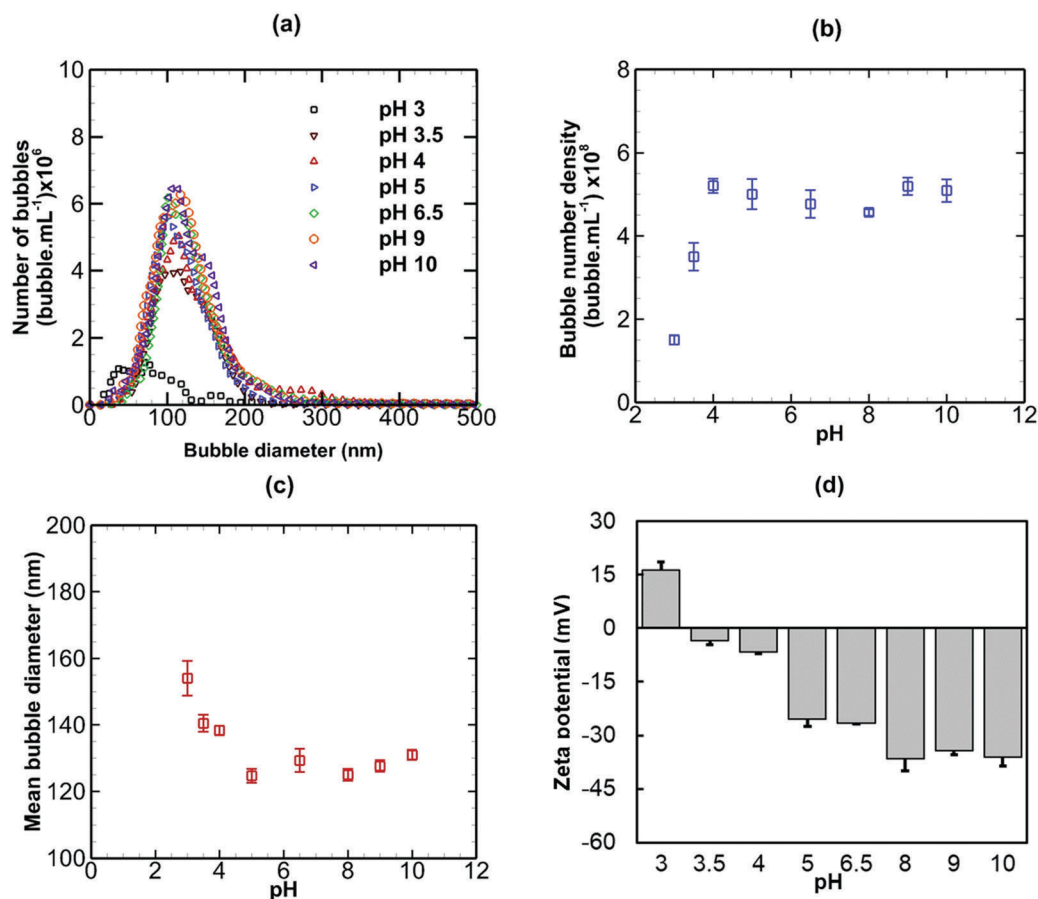 (a)
Number of bubbles
(bubble.mL⁻¹)x10⁶
10
8
6
4
2
0
0 100 200 300 400 500
Bubble diameter (nm)
pH 3
pH 3.5
pH 4
pH 5
pH 6.5
pH 9
pH 10
(b)
Bubble number density
(bubble.mL⁻¹) x10⁸
8
6
4
2
0
2 4 6 8 10 12
pH
(c)
Mean bubble diameter (nm)
200
180
160
140
120
100
0 2 4 6 8 10 12
pH
(d)
Zeta potential (mV)
30
15
0
-15
-30
-45
-60
3 3.5 4 5 6.5 8 9 10
pH